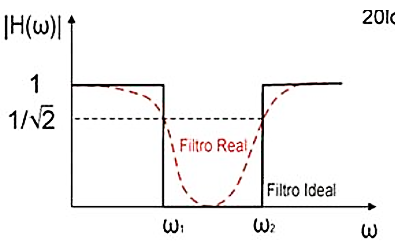 |H(ω)|
20lo
1
1/√2
Filtro Real
Filtro Ideal
ω₁
ω₂
ω